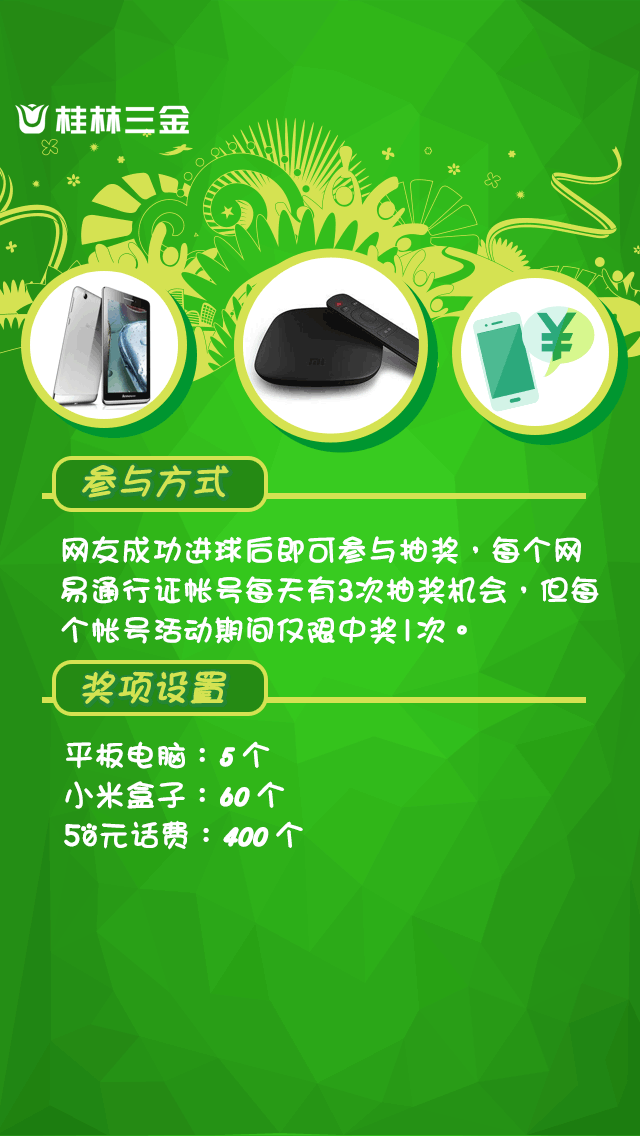 桂林三金
参与方式
网友成功进球后即可参与抽奖，每个网
易通行证帐号每天有3次抽奖机会，但每
个帐号活动期间仅限中奖1次。
奖项设置
平板电脑：5个
小米盒子：60个
50元话费：400个